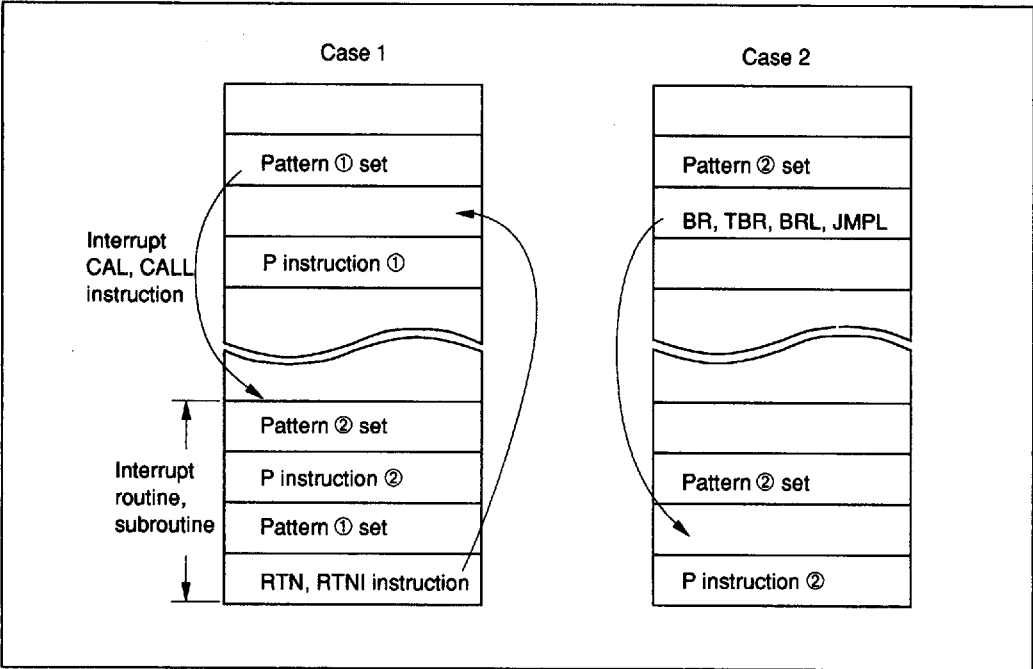 Case 1
Pattern ① set
P instruction ①
Interrupt
CAL, CALL
instruction
Pattern ② set
P instruction ②
Pattern ① set
RTN, RTNI instruction
Interrupt
routine,
subroutine
Case 2
Pattern ② set
BR, TBR, BRL, JMPL
Pattern ② set
P instruction ②